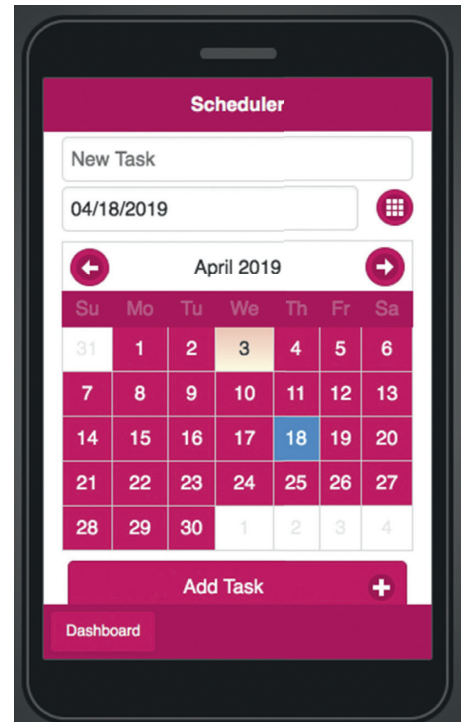 Scheduler
New Task
04/18/2019
April 2019
Su Mo Tu We Th Fr Sa
31 1 2 3 4 5 6
7 8 9 10 11 12 13
14 15 16 17 18 19 20
21 22 23 24 25 26 27
28 29 30 1 2 3 4
Add Task
Dashboard